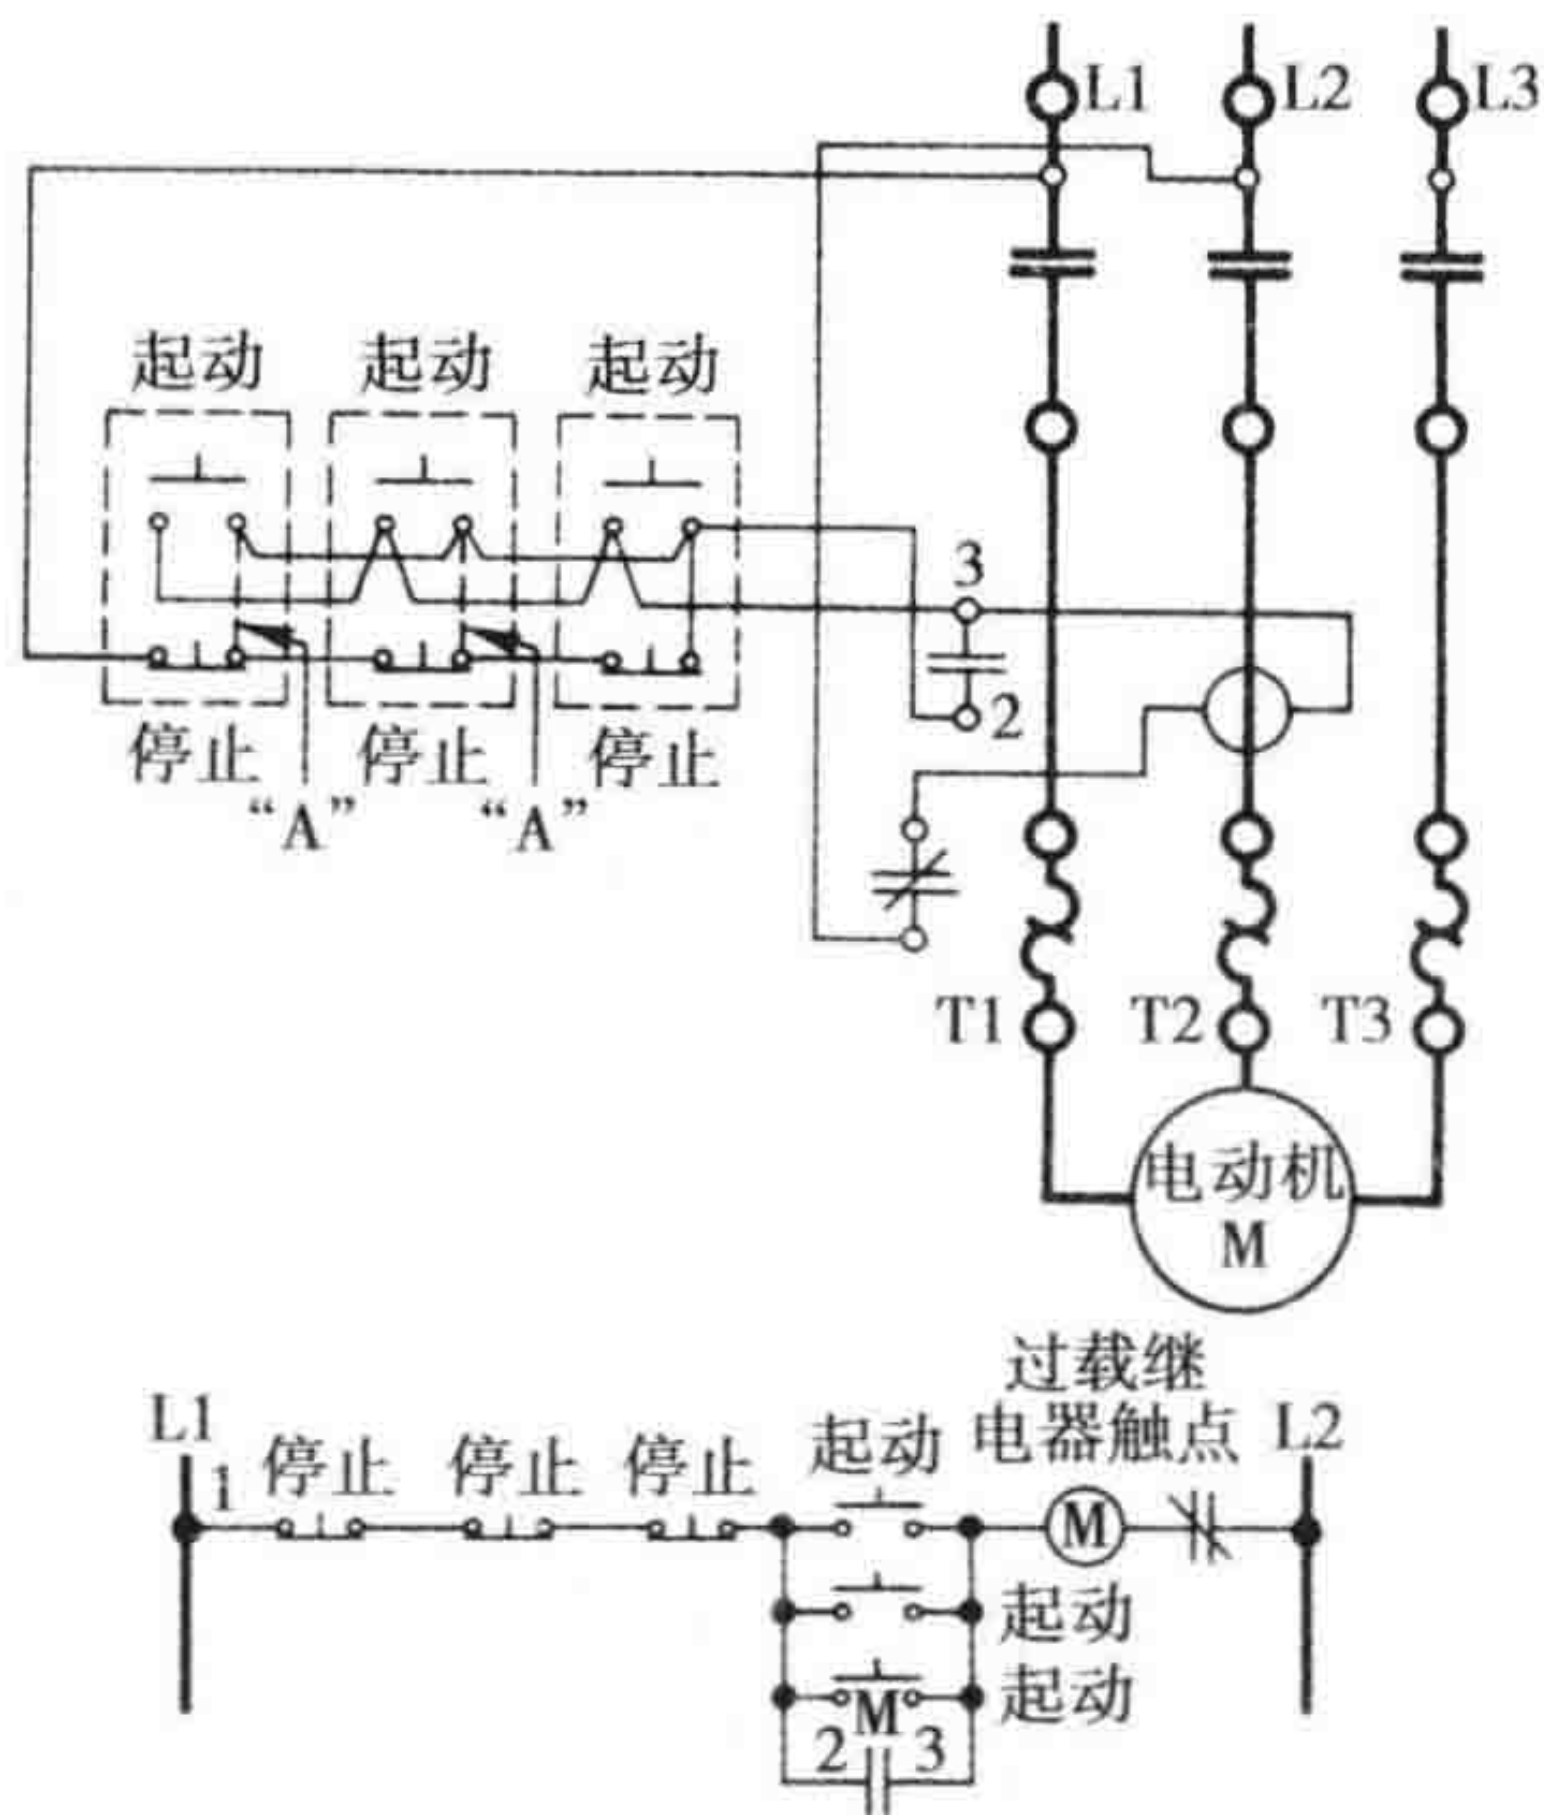 L1 L2 L3
起动 起动 起动
3
2
停止 停止 停止
“A” “A”
T1 T2 T3
电动机
M
过载继
电器触点
L1 1 停止 停止 停止 起动 L2
M
起动
起动
M
2 3